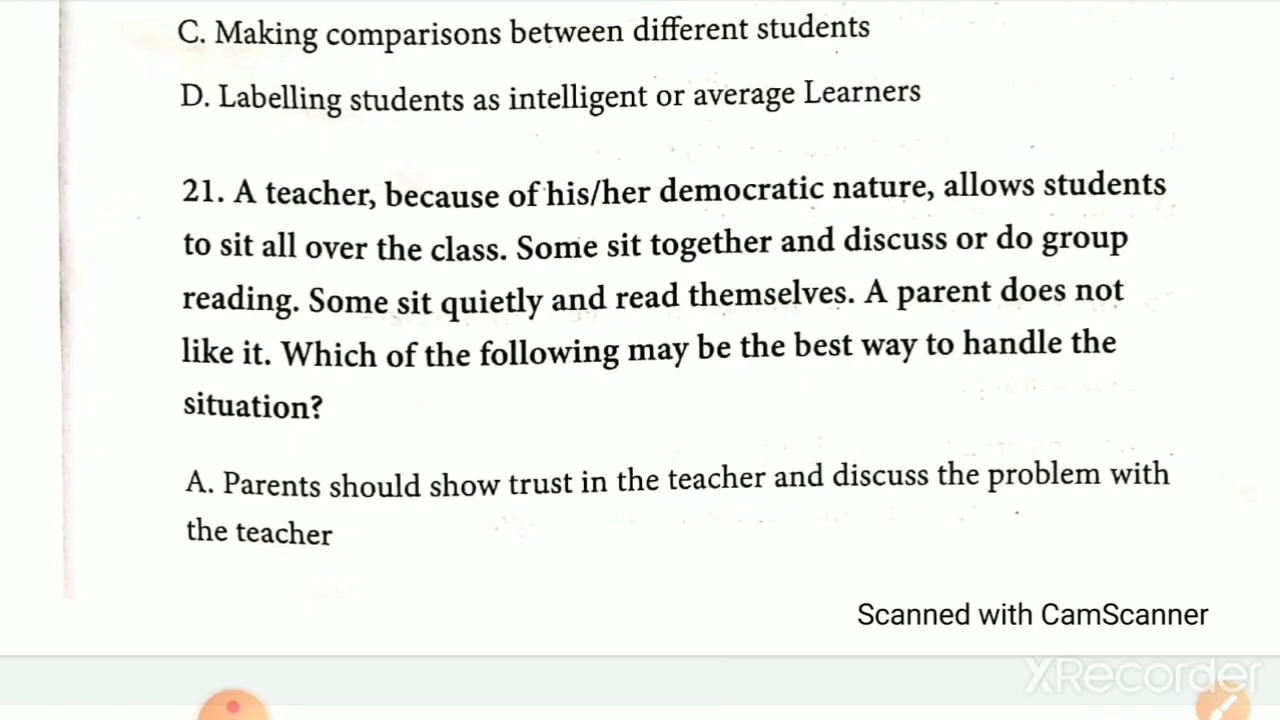 C. Making comparisons between different students
D. Labelling students as intelligent or average Learners
21. A teacher, because of his/her democratic nature, allows students
to sit all over the class. Some sit together and discuss or do group
reading. Some sit quietly and read themselves. A parent does not
like it. Which of the following may be the best way to handle the
situation?
A. Parents should show trust in the teacher and discuss the problem with
the teacher
Scanned with CamScanner
XRecorder